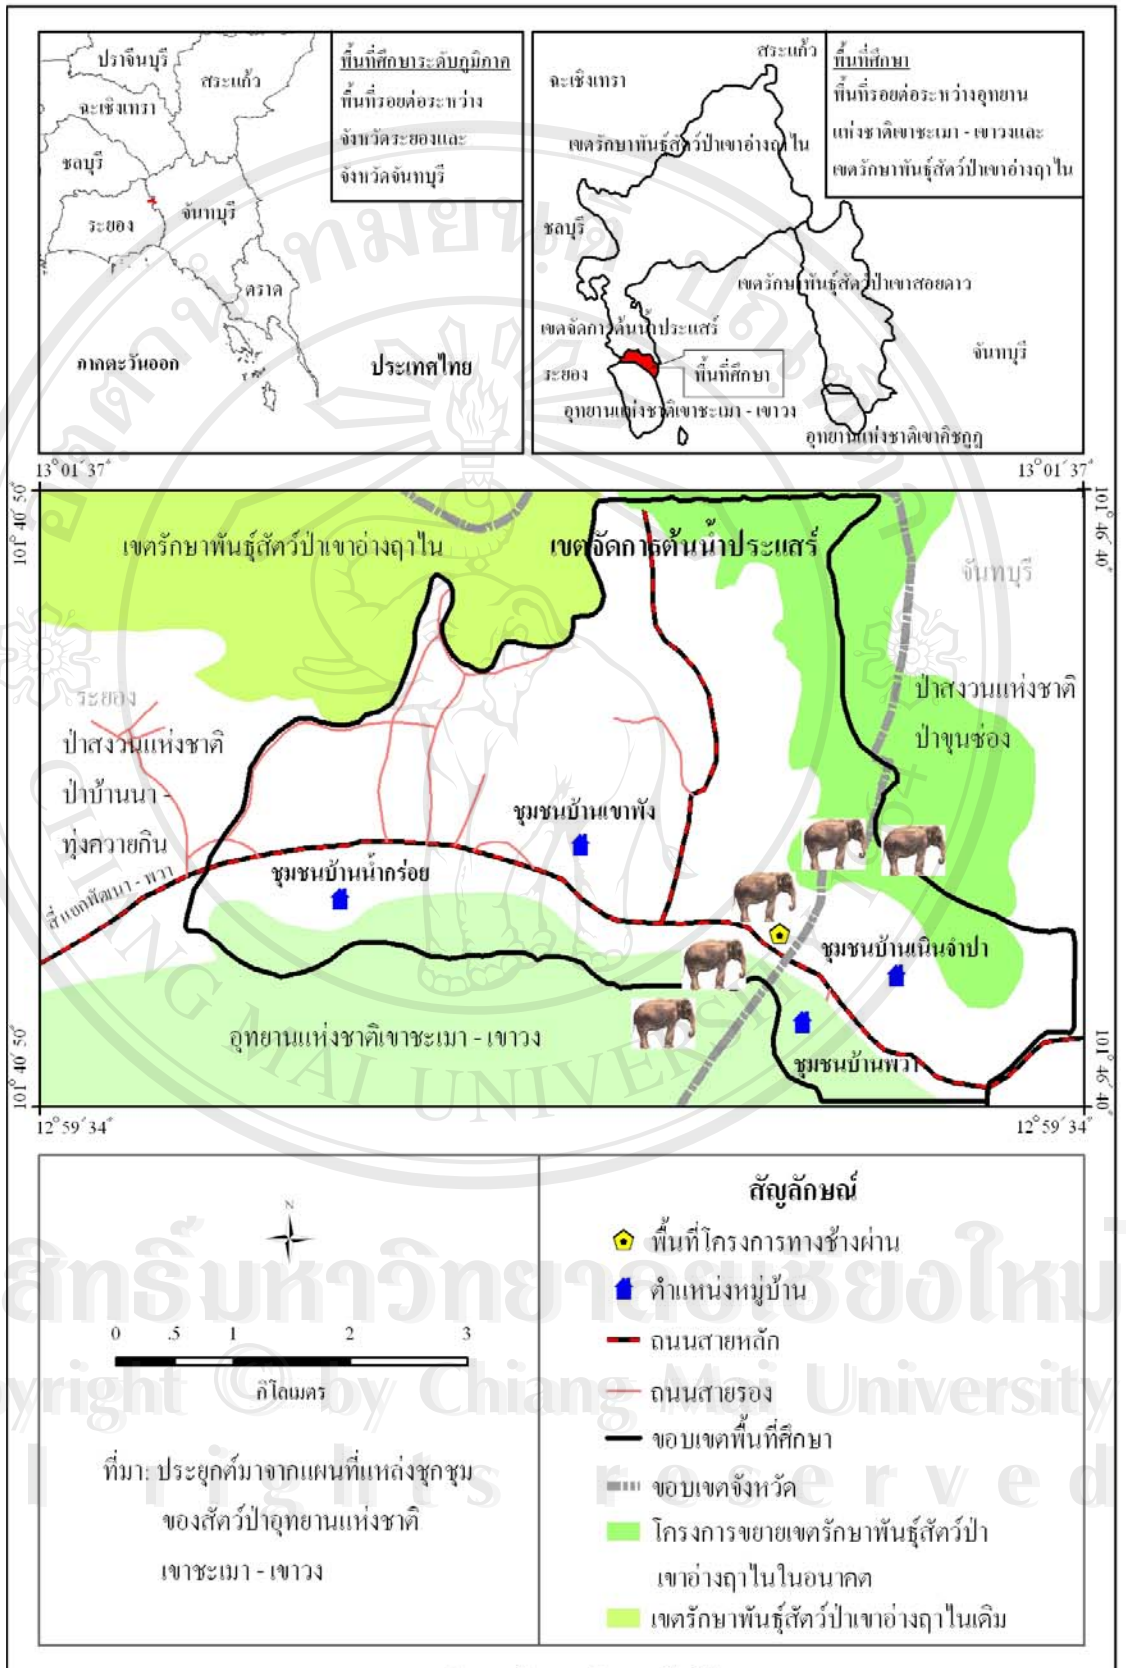 ปราจีนบุรี
สระแก้ว
ฉะเชิงเทรา
ชลบุรี
ระยอง
จันทบุรี
ตราด
ภาคตะวันออก
ประเทศไทย
พื้นที่ศึกษาระดับภูมิภาค
พื้นที่รอยต่อระหว่าง
จังหวัดระยองและ
จังหวัดจันทบุรี
สระแก้ว
ฉะเชิงเทรา
เขตรักษาพันธุ์สัตว์ป่าเขาอ่างฤาไน
ชลบุรี
เขตรักษาพันธุ์สัตว์ป่าเขาสอยดาว
เขตจัดการต้นน้ำประแสร์
จันทบุรี
ระยอง
พื้นที่ศึกษา
อุทยานแห่งชาติเขาชะเมา - เขาวง
อุทยานแห่งชาติเขาคิชกูฏ
พื้นที่ศึกษา
พื้นที่รอยต่อระหว่างอุทยาน
แห่งชาติเขาชะเมา - เขาวงและ
เขตรักษาพันธุ์สัตว์ป่าเขาอ่างฤาไน
13°01´37˝
13°01´37˝
101° 40´ 50˝
101° 46´ 40˝
เขตรักษาพันธุ์สัตว์ป่าเขาอ่างฤาไน
เขตจัดการต้นน้ำประแสร์
จันทบุรี
ระยอง
ป่าสงวนแห่งชาติ
ป่าขุนซ่อง
ป่าสงวนแห่งชาติ
ป่าบ้านนา -
ทุ่งควายกิน
ชุมชนบ้านเขาพัง
ชุมชนบ้านน้ำกร่อย
สี่แยกพัฒนา - พวา
ชุมชนบ้านเนินจำปา
อุทยานแห่งชาติเขาชะเมา - เขาวง
ชุมชนบ้านพวา
101° 40´ 50˝
101° 46´ 40˝
12°59´34˝
12°59´34˝
N
0 .5 1 2 3
กิโลเมตร
ที่มา: ประยุกต์มาจากแผนที่แหล่งชุกชุม
ของสัตว์ป่าอุทยานแห่งชาติ
เขาชะเมา - เขาวง
สัญลักษณ์
พื้นที่โครงการทางช้างผ่าน
ตำแหน่งหมู่บ้าน
ถนนสายหลัก
ถนนสายรอง
ขอบเขตพื้นที่ศึกษา
ขอบเขตจังหวัด
โครงการขยายเขตรักษาพันธุ์สัตว์ป่า
เขาอ่างฤาไนในอนาคต
เขตรักษาพันธุ์สัตว์ป่าเขาอ่างฤาไนเดิม
CHIANG MAI UNIVERSITY 1964
สิทธิ์มหาวิทยาลัยเชียงใหม่
yright © by Chiang Mai University
l rights reserved